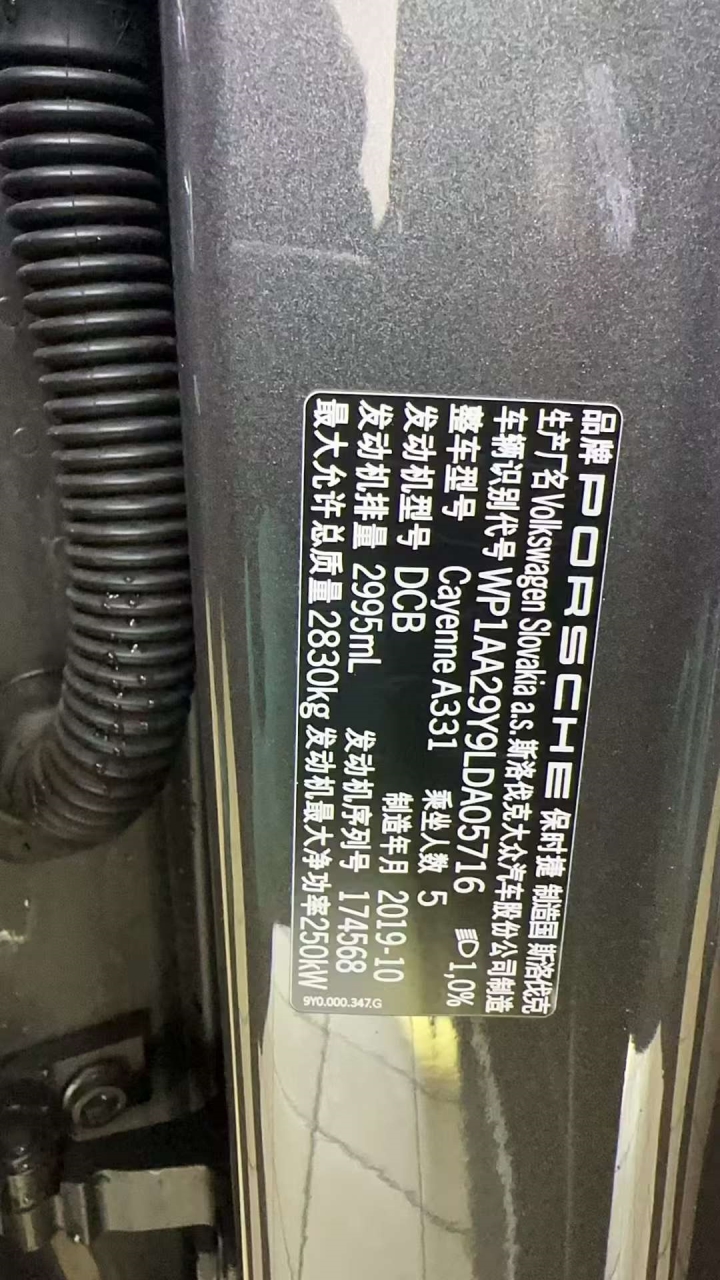 品牌 PORSCHE 保时捷 制造国 斯洛伐克
生产厂名 Volkswagen Slovakia a.s. 斯洛伐克大众汽车股份公司制造
车辆识别代号 WP1AA29Y9LDA05716 1,0%
整车型号 Cayenne A331 乘坐人数 5
发动机型号 DCB 制造年月 2019-10
发动机排量 2995mL 发动机序列号 174568
最大允许总质量 2830kg 发动机最大净功率250kW
9Y0.000.347.G